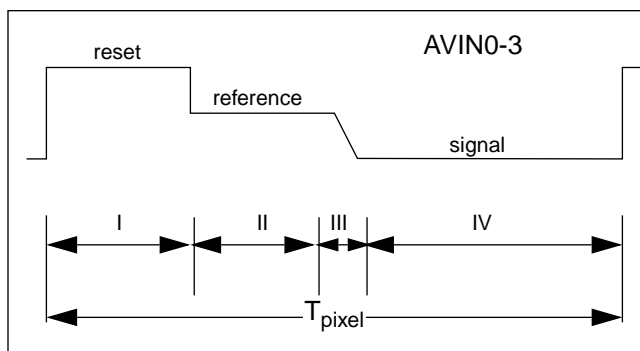 AVIN0-3
reset
reference
signal
I II III IV
Tpixel